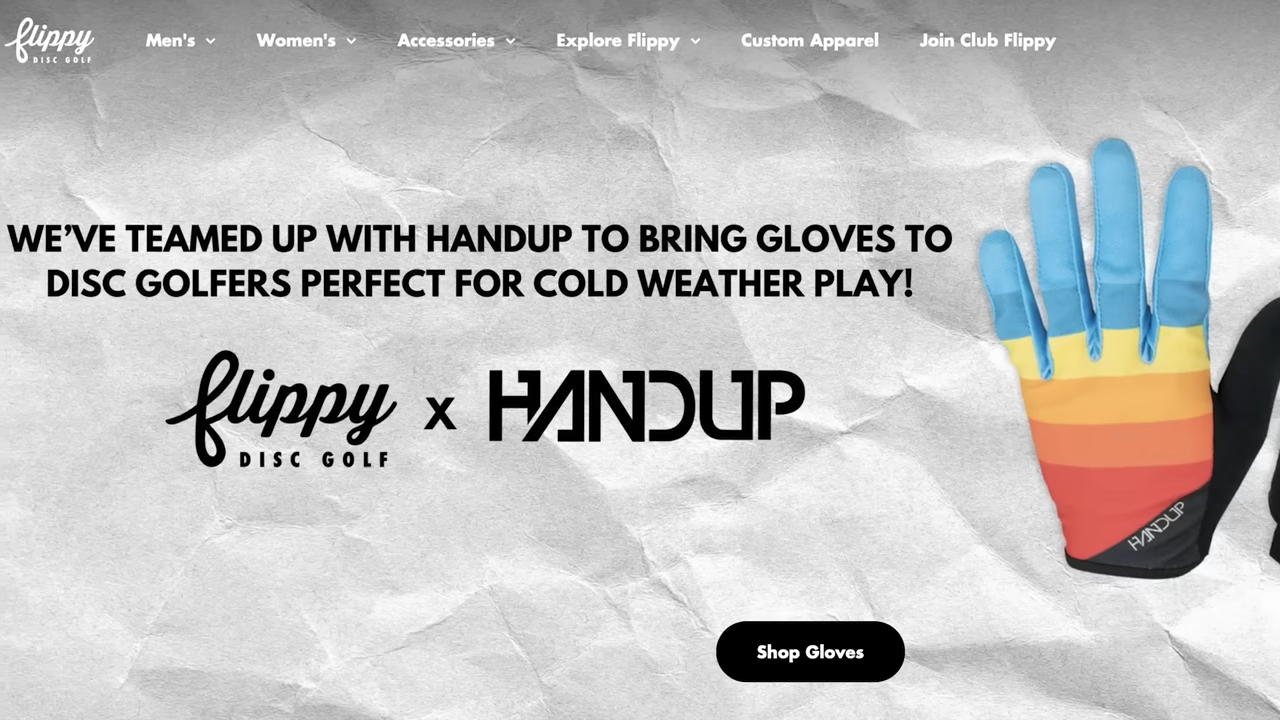 flippy
DISC GOLF
Men's
Women's
Accessories
Explore Flippy
Custom Apparel
Join Club Flippy
WE'VE TEAMED UP WITH HANDUP TO BRING GLOVES TO
DISC GOLFERS PERFECT FOR COLD WEATHER PLAY!
flippy
DISC GOLF
x
HANDUP
HANDUP
Shop Gloves